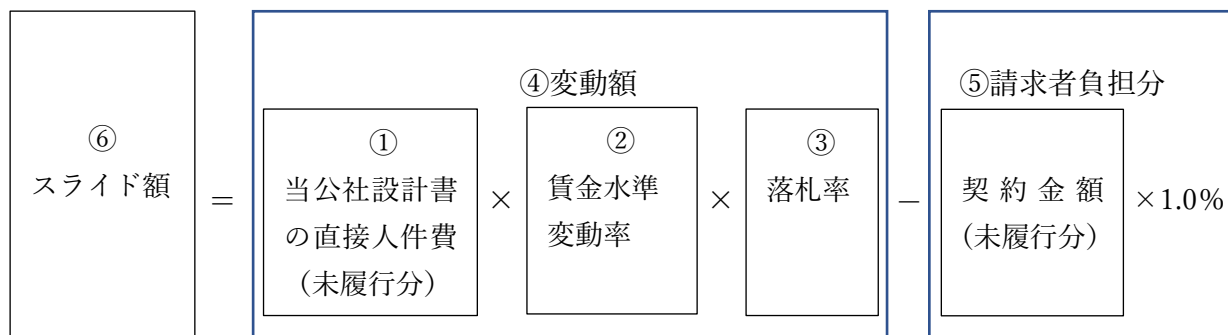 ⑥
スライド額
=
④変動額
①
当公社設計書
の直接人件費
(未履行分)
×
②
賃金水準
変動率
×
③
落札率
−
⑤請求者負担分
契約金額
(未履行分)
×1.0%